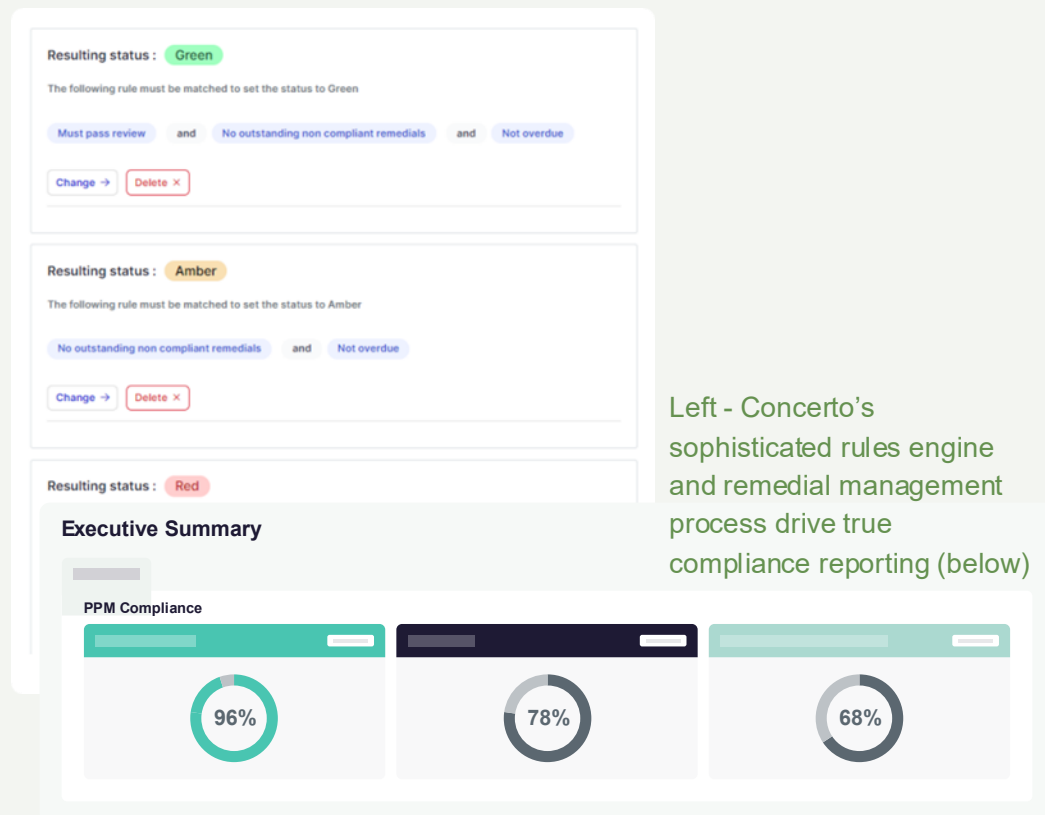 Resulting status : Green
The following rule must be matched to set the status to Green
Must pass review and No outstanding non compliant remedials and Not overdue
Change → Delete ×
Resulting status : Amber
The following rule must be matched to set the status to Amber
No outstanding non compliant remedials and Not overdue
Change → Delete ×
Resulting status : Red
Left - Concerto’s
sophisticated rules engine
and remedial management
process drive true
compliance reporting (below)
Executive Summary
PPM Compliance
96% 78% 68%